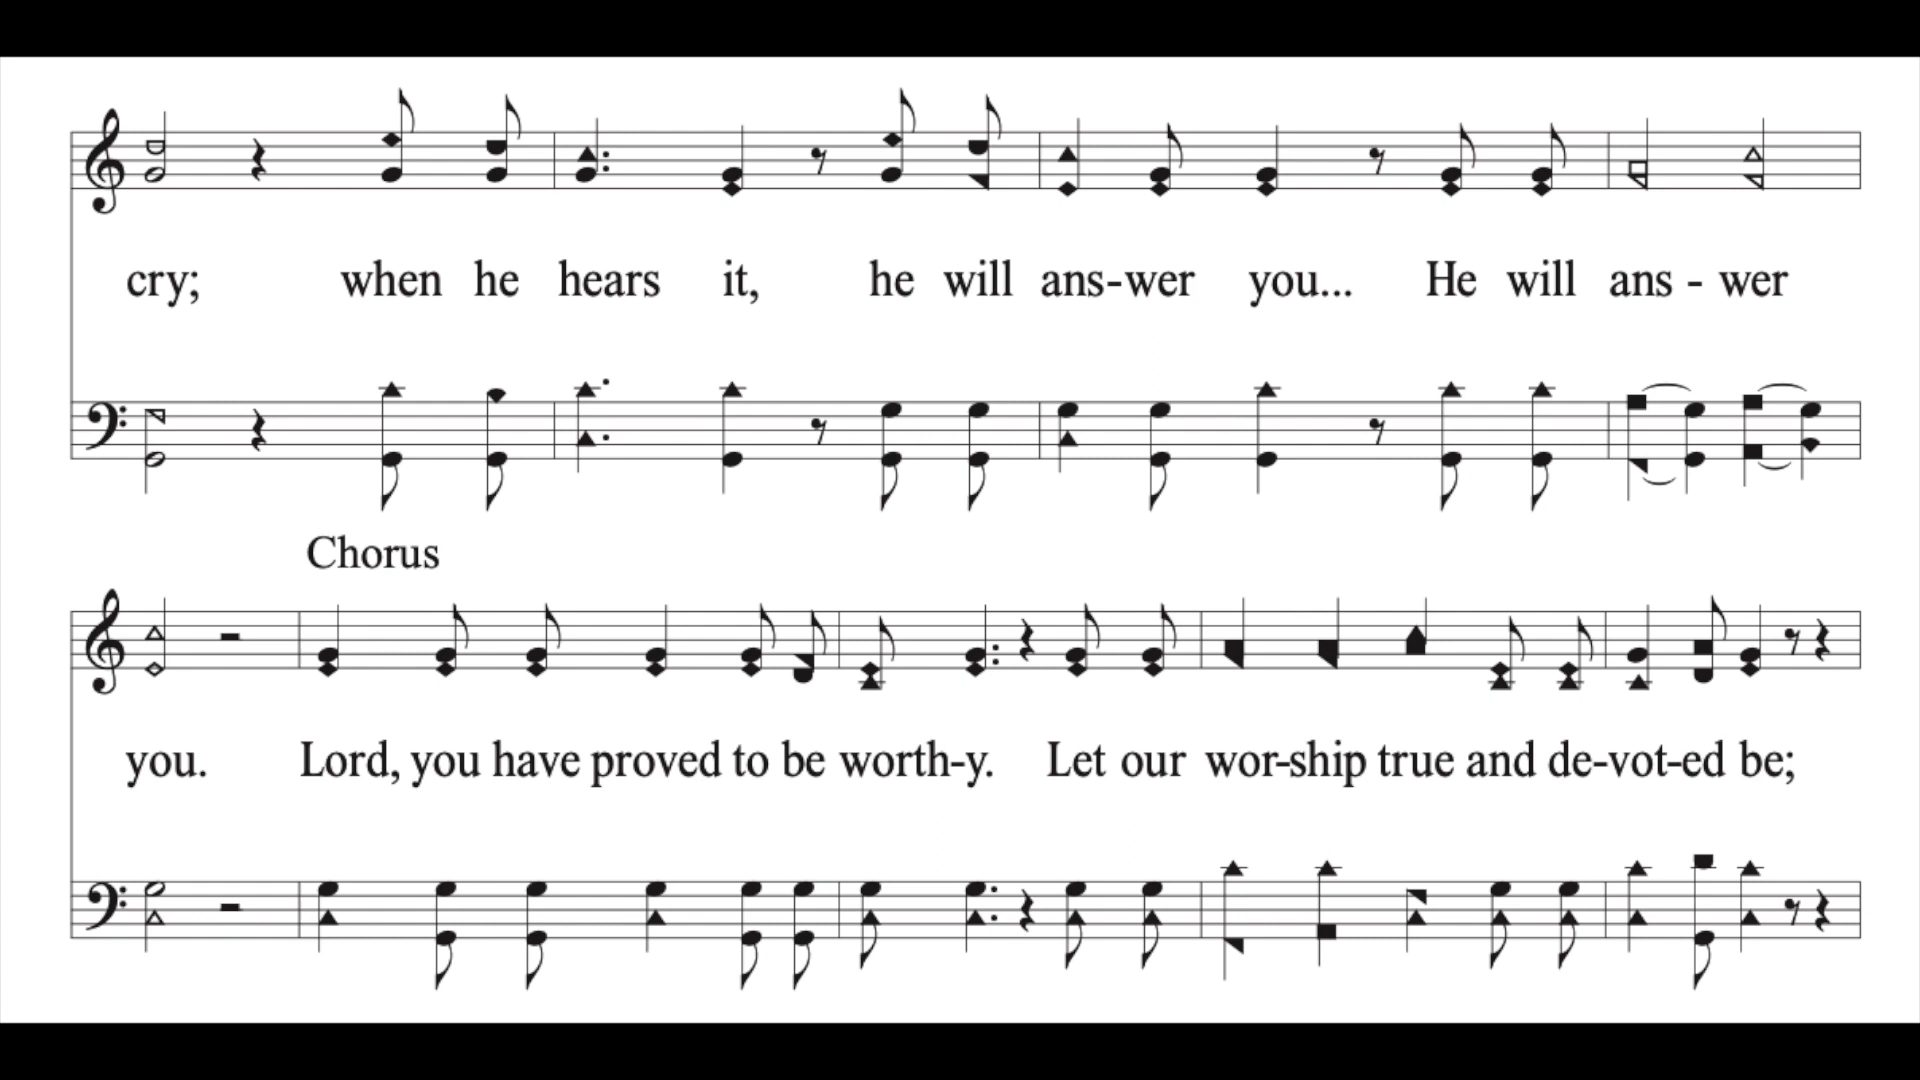 cry; when he hears it, he will ans-wer you... He will ans - wer
Chorus
you. Lord, you have proved to be worth-y. Let our wor-ship true and de-vot-ed be;